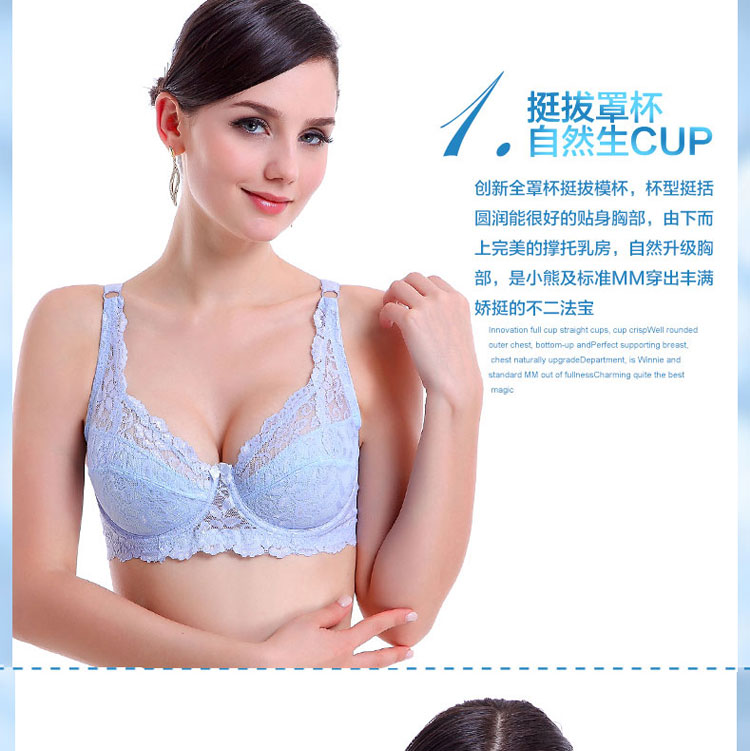 1.
挺拔罩杯
自然生CUP
创新全罩杯挺拔模杯，杯型挺括
圆润能很好的贴身胸部，由下而
上完美的撑托乳房，自然升级胸
部，是小熊及标准MM穿出丰满
娇挺的不二法宝
Innovation full cup straight cups, cup crispWell rounded
outer chest, bottom-up andPerfect supporting breast,
chest naturally upgradeDepartment, is Winnie and
standard MM out of fullnessCharming quite the best
magic